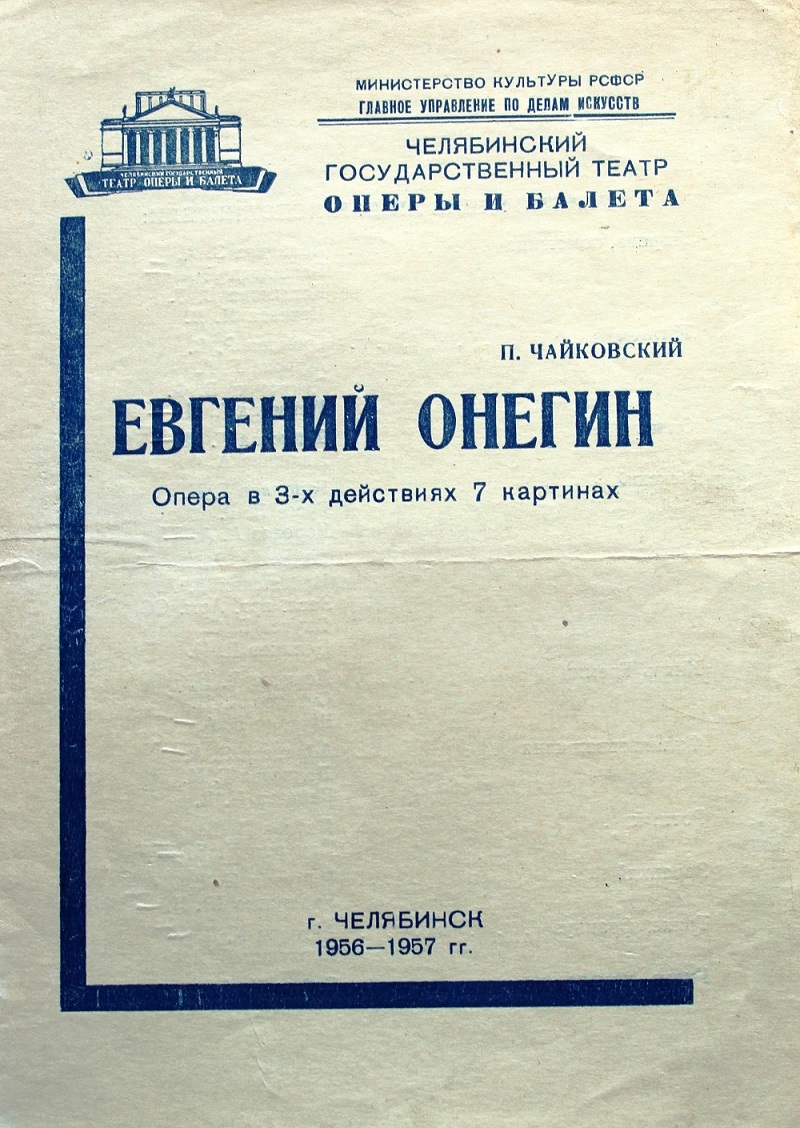 МИНИСТЕРСТВО КУЛЬТУРЫ РСФСР
ГЛАВНОЕ УПРАВЛЕНИЕ ПО ДЕЛАМ ИСКУССТВ
ЧЕЛЯБИНСКИЙ
ГОСУДАРСТВЕННЫЙ ТЕАТР
ОПЕРЫ И БАЛЕТА
ЧЕЛЯБИНСКИЙ ГОСУДАРСТВЕННЫЙ
ТЕАТР ОПЕРЫ И БАЛЕТА
П. ЧАЙКОВСКИЙ
ЕВГЕНИЙ ОНЕГИН
Опера в 3-х действиях 7 картинах
г. ЧЕЛЯБИНСК
1956—1957 гг.